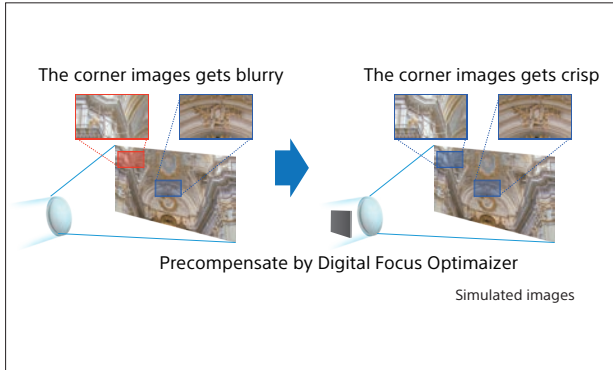 The corner images gets blurry
The corner images gets crisp
Precompensate by Digital Focus Optimaizer
Simulated images